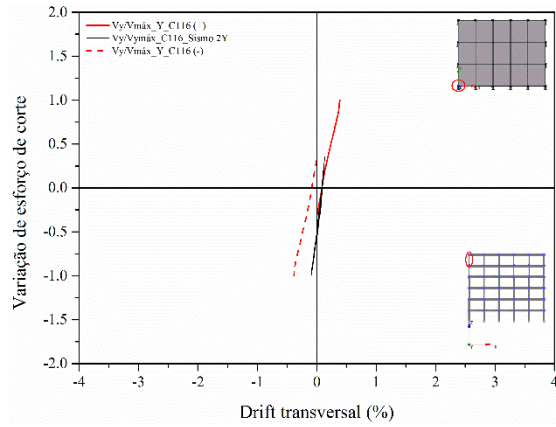 Vy/Vmáx_Y_C116 (+)
Vy/Vymáx_C116_Sismo 2Y
Vy/Vmáx_Y_C116 (-)
Variação de esforço de corte
2.0
1.5
1.0
0.5
0.0
-0.5
-1.0
-1.5
-2.0
-4 -3 -2 -1 0 1 2 3 4
Drift transversal (%)